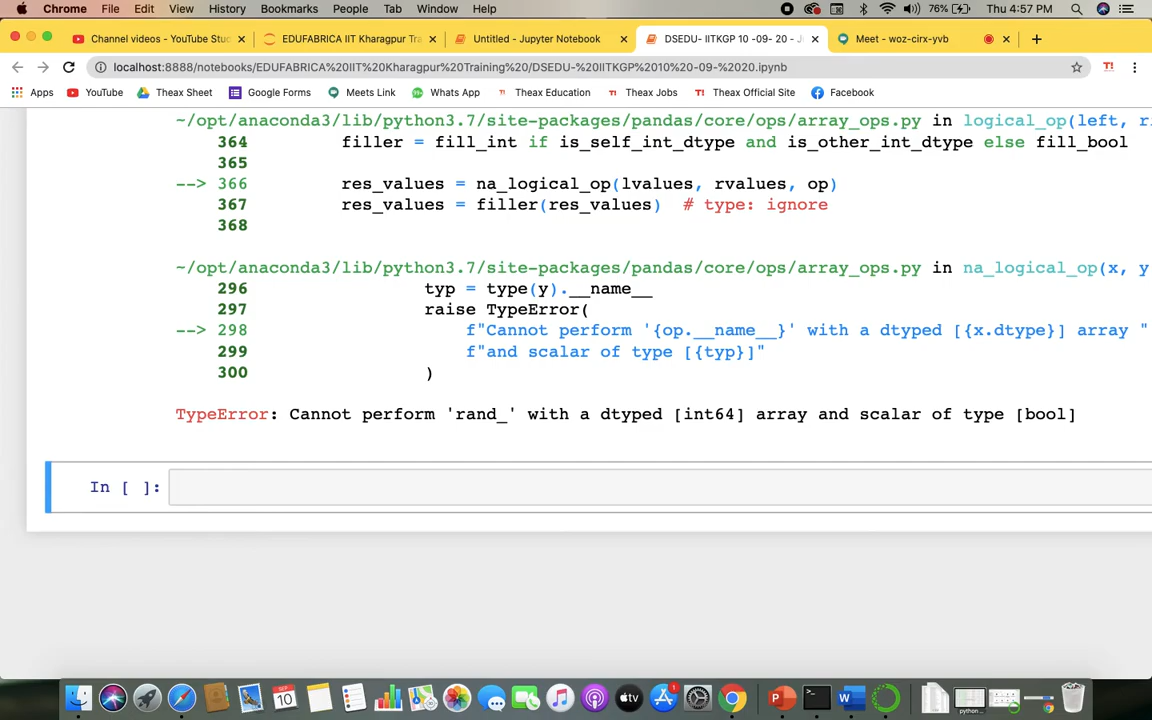 Chrome File Edit View History Bookmarks People Tab Window Help 76% Thu 4:57 PM
Channel videos - YouTube Stu EDUFABRICA IIT Kharagpur Tra Untitled - Jupyter Notebook DSEDU- IITKGP 10 -09- 20 - J Meet - woz-cirx-yvb
localhost:8888/notebooks/EDUFABRICA%20IIT%20Kharagpur%20Training%20/DSEDU-%20IITKGP%2010%20-09-%2020.ipynb
Apps YouTube Theax Sheet Google Forms Meets Link Whats App Theax Education Theax Jobs Theax Official Site Facebook
~/opt/anaconda3/lib/python3.7/site-packages/pandas/core/ops/array_ops.py in logical_op(left, ri
364 filler = fill_int if is_self_int_dtype and is_other_int_dtype else fill_bool
365
--> 366 res_values = na_logical_op(lvalues, rvalues, op)
367 res_values = filler(res_values) # type: ignore
368
~/opt/anaconda3/lib/python3.7/site-packages/pandas/core/ops/array_ops.py in na_logical_op(x, y
296 typ = type(y).__name__
297 raise TypeError(
--> 298 f"Cannot perform '{op.__name__}' with a dtyped [{x.dtype}] array "
299 f"and scalar of type [{typ}]"
300 )
TypeError: Cannot perform 'rand_' with a dtyped [int64] array and scalar of type [bool]
In [ ]: